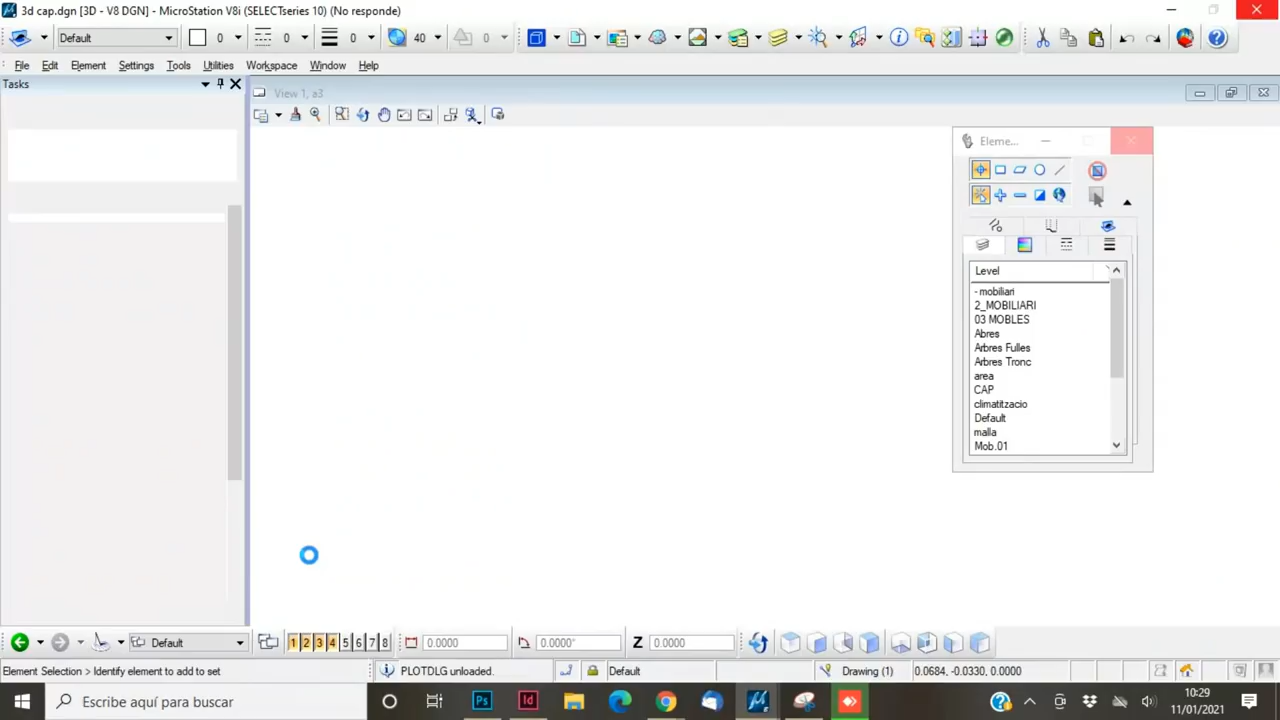 3d cap.dgn [3D - V8 DGN] - MicroStation V8i (SELECTseries 10) (No responde)
Default 0 0 0 40 0
File Edit Element Settings Tools Utilities Workspace Window Help
Tasks
View 1, a3
Eleme...
Level
- mobiliari
2_MOBILIARI
03 MOBLES
Abres
Arbres Fulles
Arbres Tronc
area
CAP
climatitzacio
Default
malla
Mob.01
Default 1 2 3 4 5 6 7 8 0.0000 0.0000° Z 0.0000
Element Selection > Identify element to add to set PLOTDLG unloaded. Default Drawing (1) 0.0684, -0.0330, 0.0000
Escribe aquí para buscar Ps Id
10:29
11/01/2021